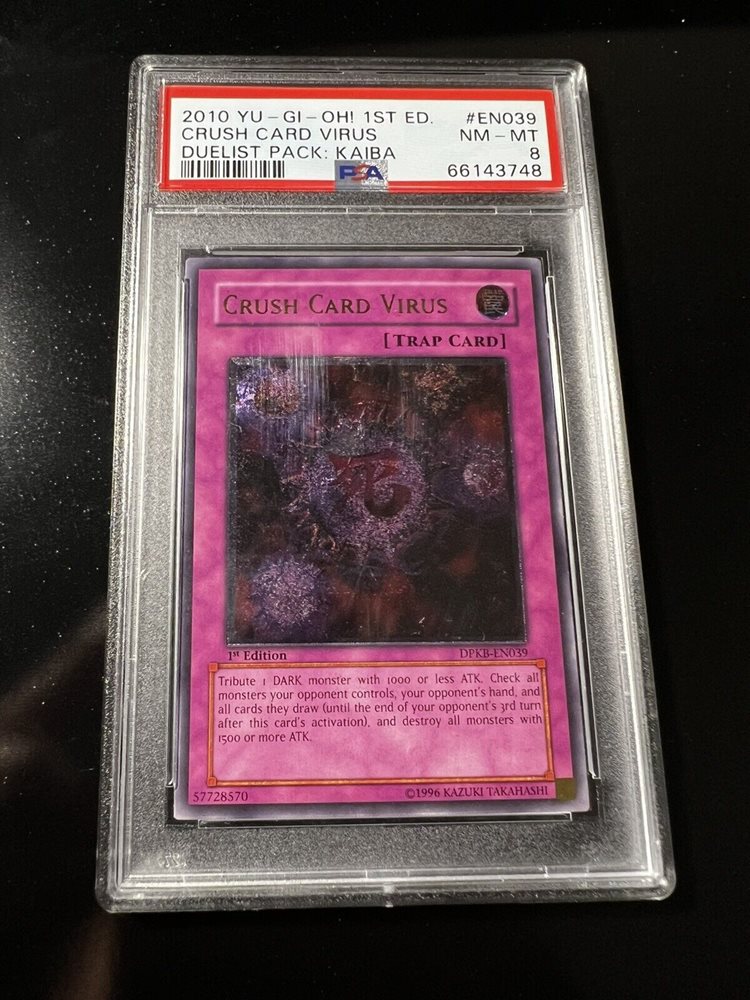 2010 YU-GI-OH! 1ST ED. #EN039
CRUSH CARD VIRUS NM-MT
DUELIST PACK: KAIBA 8
PSA 66143748
CRUSH CARD VIRUS
[TRAP CARD]
死
1st Edition DPKB-EN039
Tribute 1 DARK monster with 1000 or less ATK. Check all
monsters your opponent controls, your opponent's hand, and
all cards they draw (until the end of your opponent's 3rd turn
after this card's activation), and destroy all monsters with
1500 or more ATK.
57728570 ©1996 KAZUKI TAKAHASHI